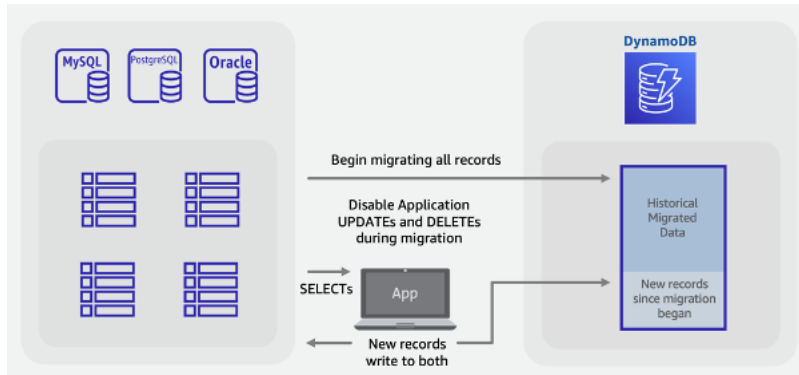 MySQL
PostgreSQL
Oracle
DynamoDB
Begin migrating all records
Disable Application
UPDATEs and DELETEs
during migration
SELECTs
App
New records
write to both
Historical
Migrated
Data
New records
since migration
began